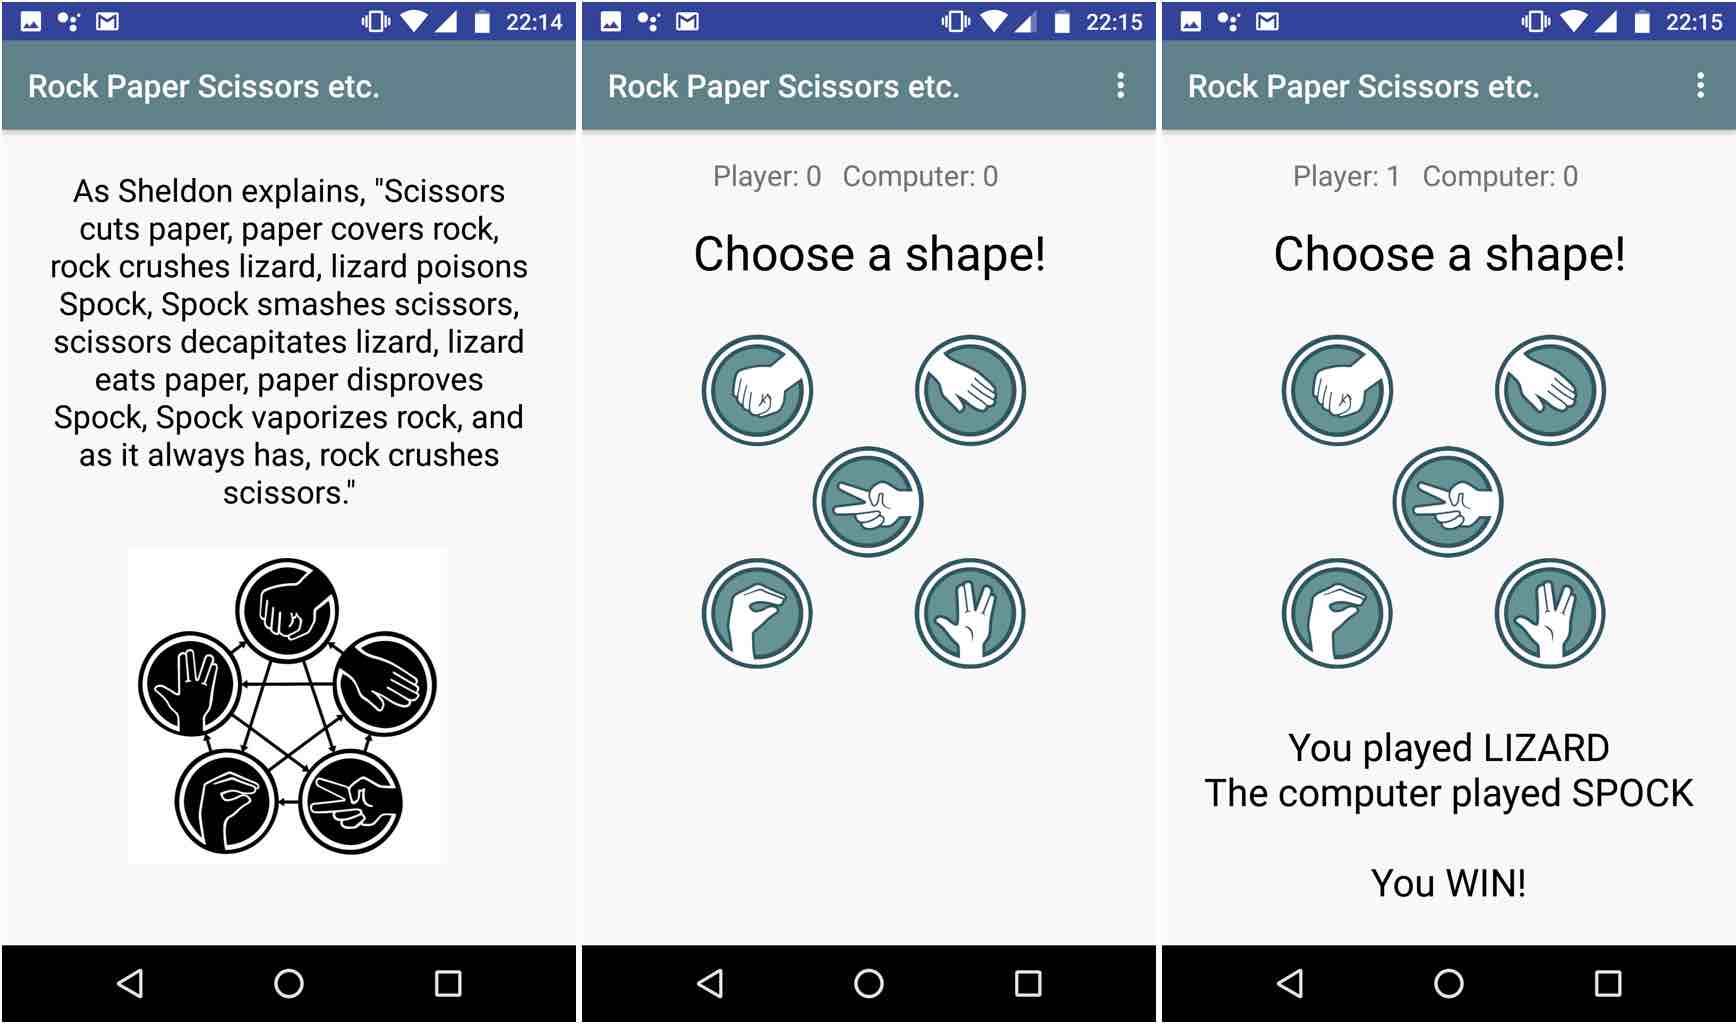 22:14
Rock Paper Scissors etc.
As Sheldon explains, "Scissors
cuts paper, paper covers rock,
rock crushes lizard, lizard poisons
Spock, Spock smashes scissors,
scissors decapitates lizard, lizard
eats paper, paper disproves
Spock, Spock vaporizes rock, and
as it always has, rock crushes
scissors."
22:15
Rock Paper Scissors etc.
Player: 0 Computer: 0
Choose a shape!
22:15
Rock Paper Scissors etc.
Player: 1 Computer: 0
Choose a shape!
You played LIZARD
The computer played SPOCK
You WIN!